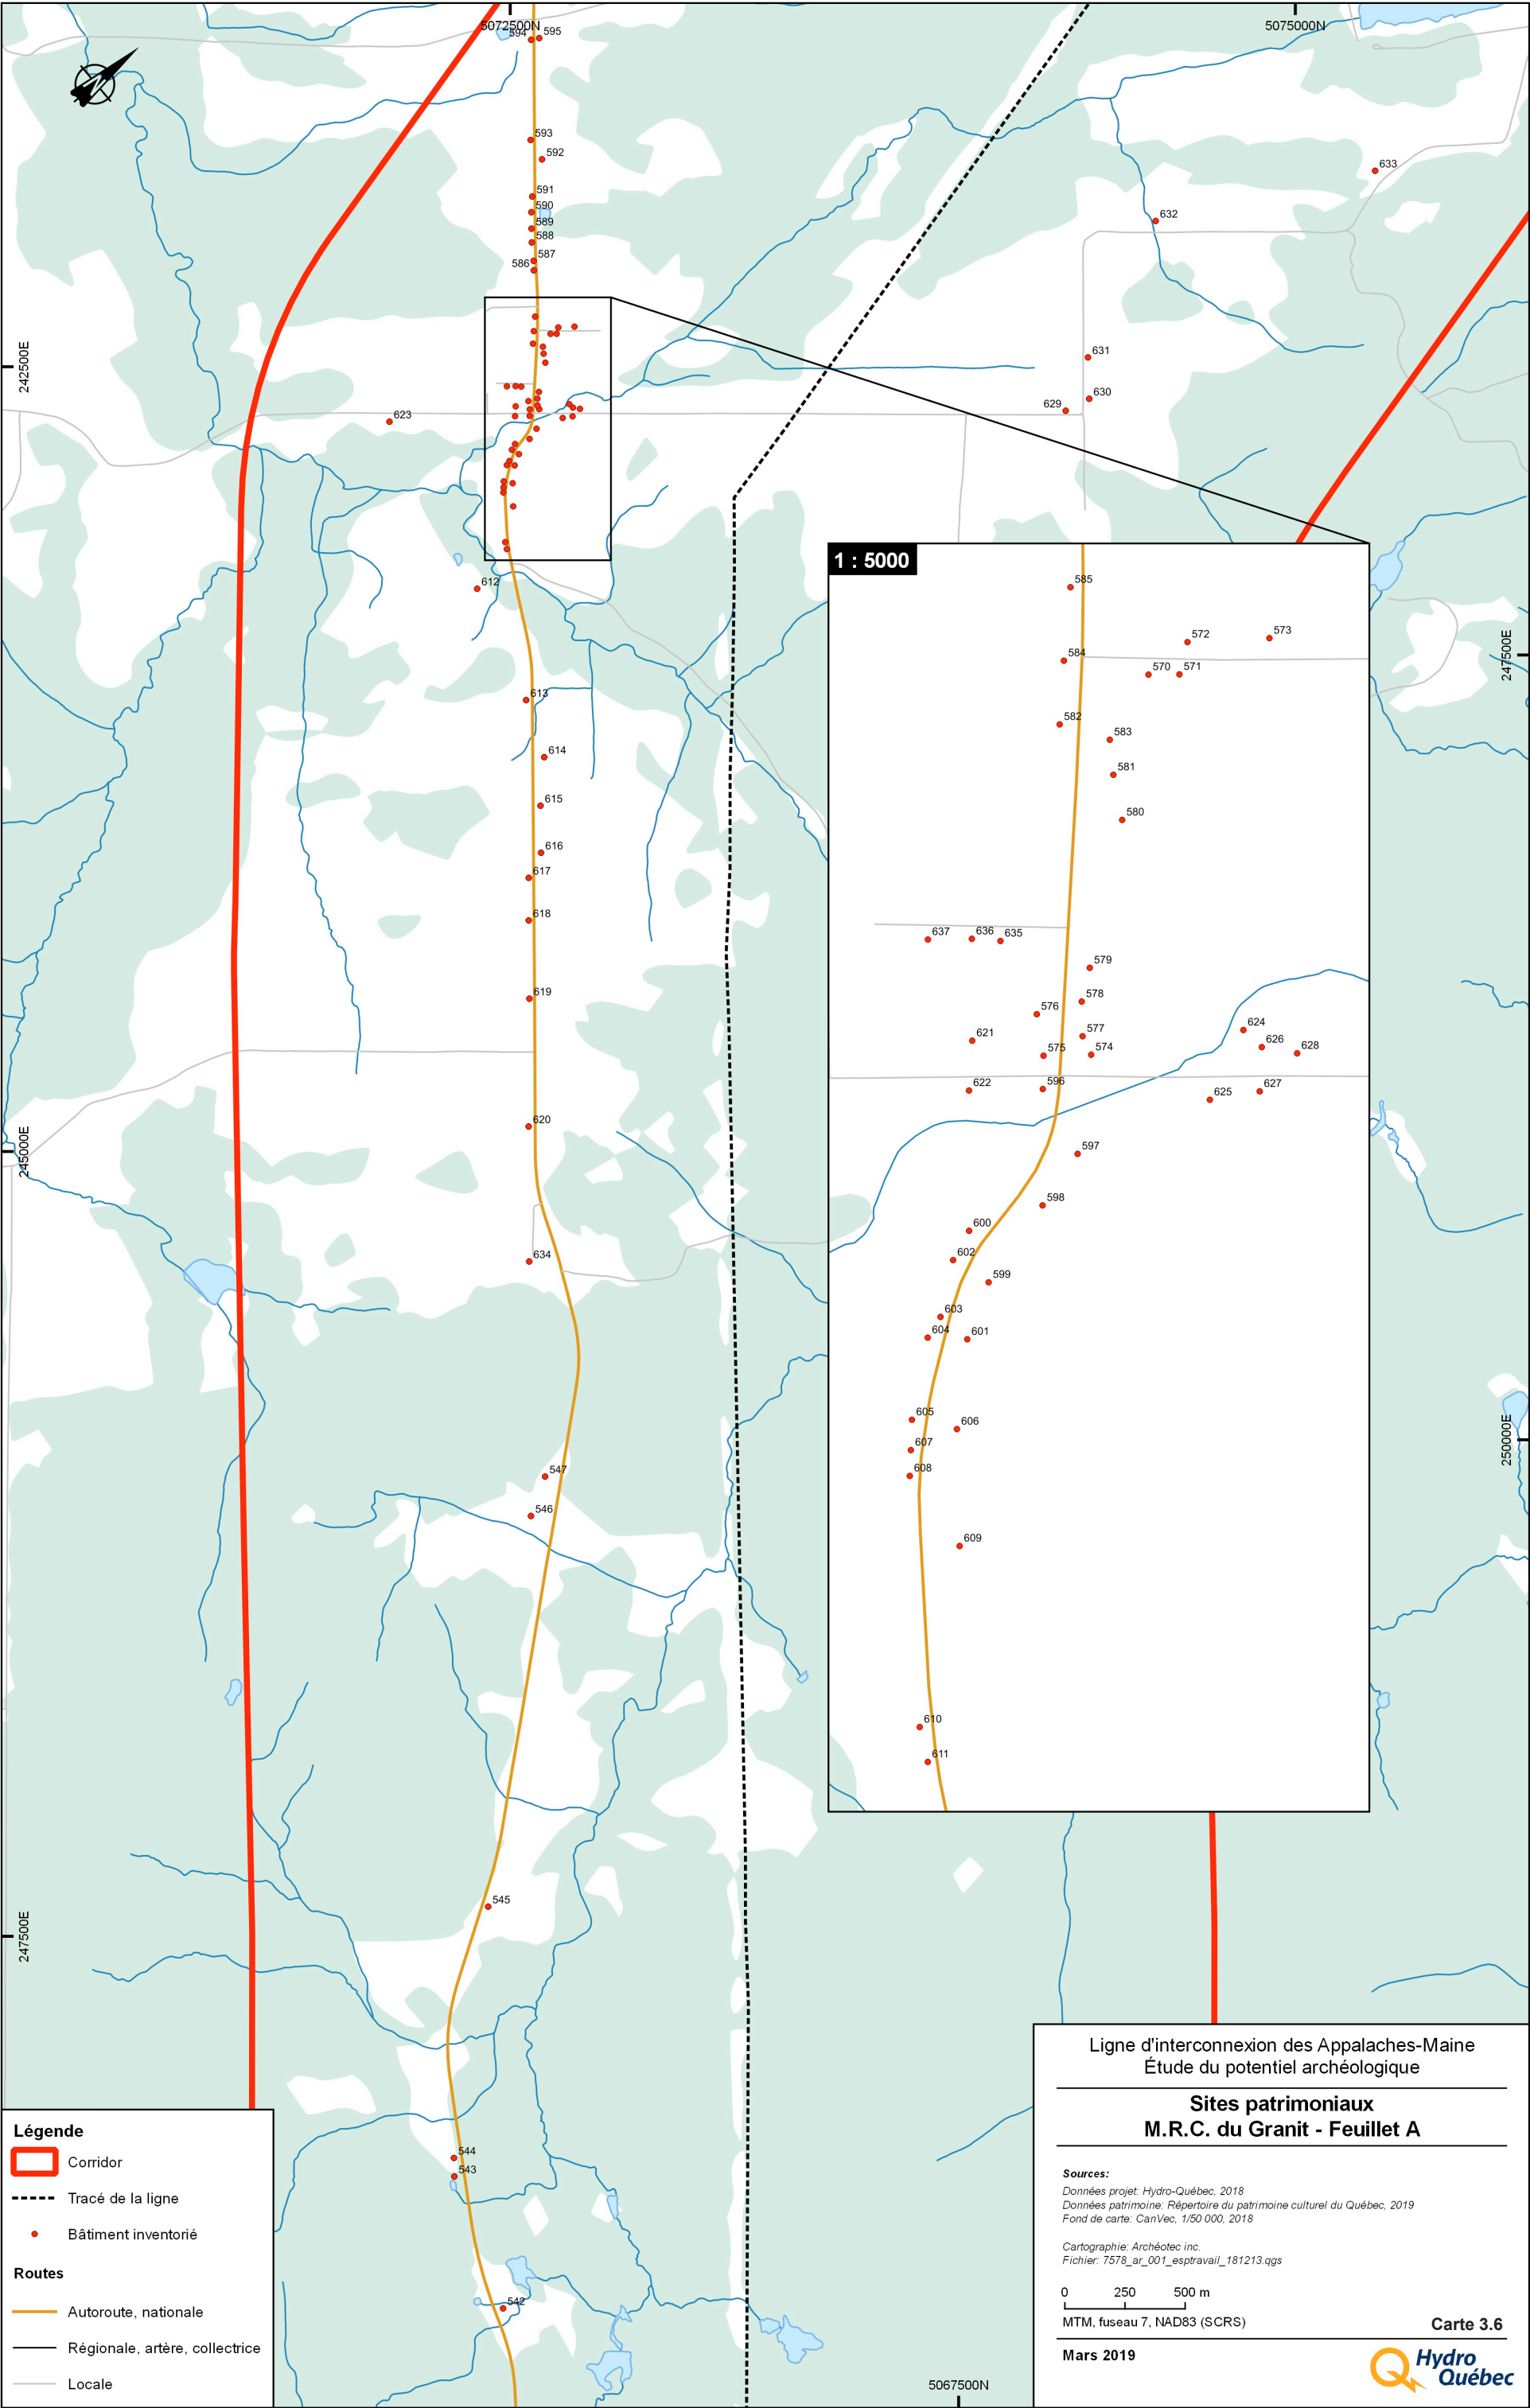 5072500N
5075000N
594
595
593
592
591
590
589
588
587
586
633
632
631
630
629
242500E
623
612
613
614
615
616
617
618
619
620
634
547
546
545
544
543
542
245000E
247500E
247500E
250000E
5067500N
1 : 5000
585
572
573
584
570
571
582
583
581
580
637
636
635
579
578
576
577
624
621
626
575
574
628
622
596
627
625
597
598
600
602
599
603
604
601
605
606
607
608
609
610
611
Légende
Corridor
Tracé de la ligne
Bâtiment inventorié
Routes
Autoroute, nationale
Régionale, artère, collectrice
Locale
Ligne d'interconnexion des Appalaches-Maine
Étude du potentiel archéologique
Sites patrimoniaux
M.R.C. du Granit - Feuillet A
Sources:
Données projet: Hydro-Québec, 2018
Données patrimoine: Répertoire du patrimoine culturel du Québec, 2019
Fond de carte: CanVec, 1/50 000, 2018
Cartographie: Archéotec inc.
Fichier: 7578_ar_001_esptravail_181213.qgs
0 250 500 m
MTM, fuseau 7, NAD83 (SCRS)
Carte 3.6
Mars 2019
Hydro
Québec